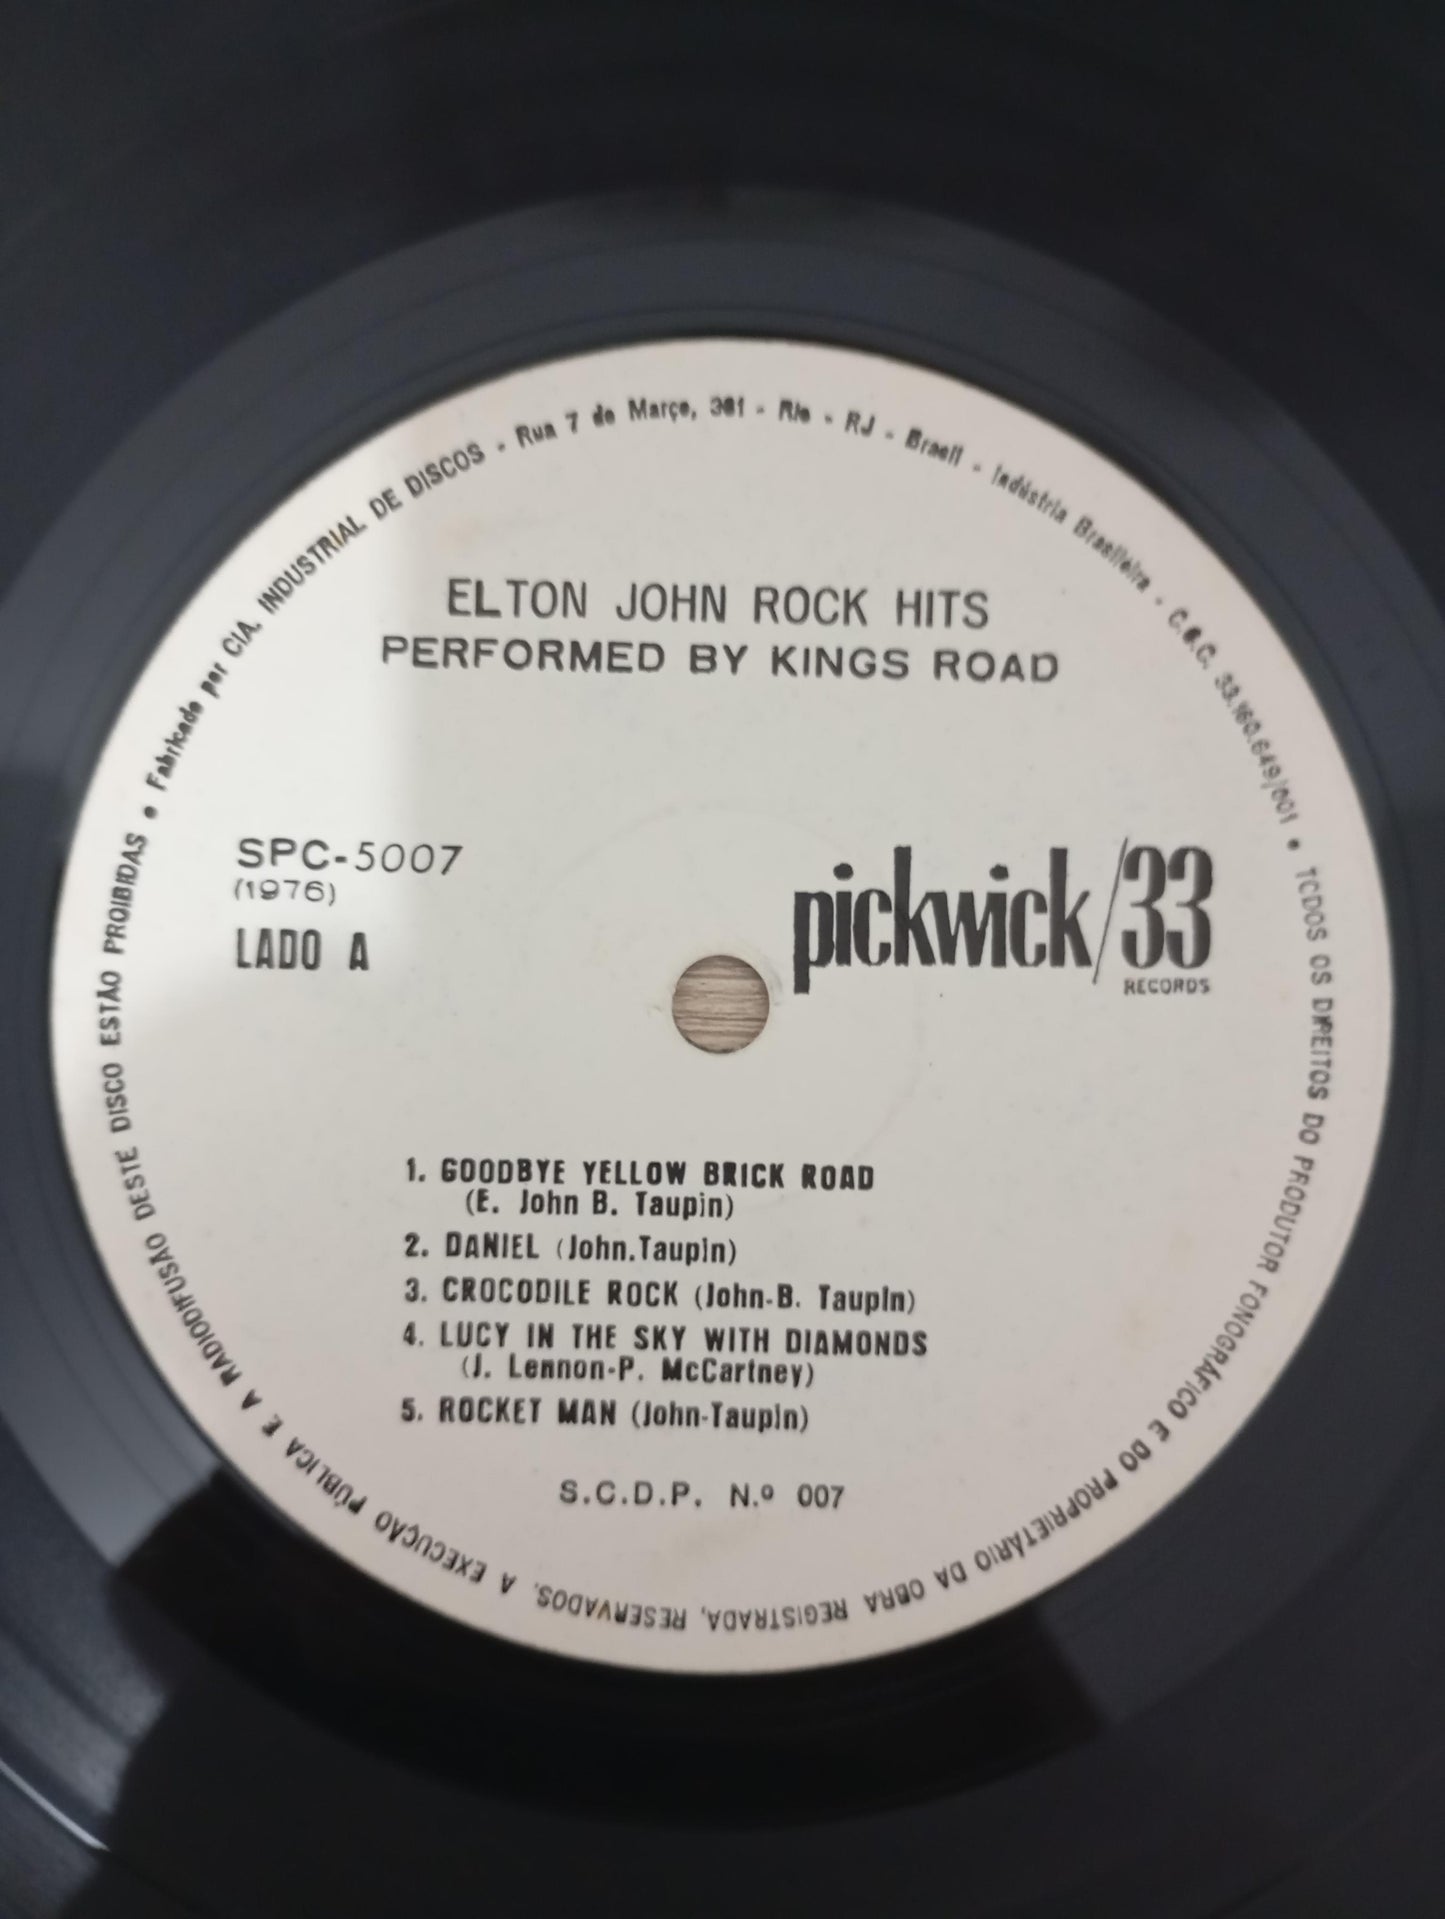 • Fabricado por CIA. INDUSTRIAL DE DISCOS - Rua 7 de Março, 301 - Rio - RJ - Brasil - Indústria Brasileira - C.G.C. 33.160.649/001 • TODOS OS DIREITOS DO PRODUTOR FONOGRÁFICO E DO PROPRIETÁRIO DA OBRA REGISTRADA, RESERVADOS. A EXECUÇÃO PÚBLICA E A RADIODIFUSÃO DESTE DISCO ESTÃO PROIBIDAS
ELTON JOHN ROCK HITS
PERFORMED BY KINGS ROAD
SPC-5007
(1976)
LADO A
pickwick/33
RECORDS
1. GOODBYE YELLOW BRICK ROAD
(E. John B. Taupin)
2. DANIEL (John.Taupin)
3. CROCODILE ROCK (John-B. Taupin)
4. LUCY IN THE SKY WITH DIAMONDS
(J. Lennon-P. McCartney)
5. ROCKET MAN (John-Taupin)
S.C.D.P. N.º 007